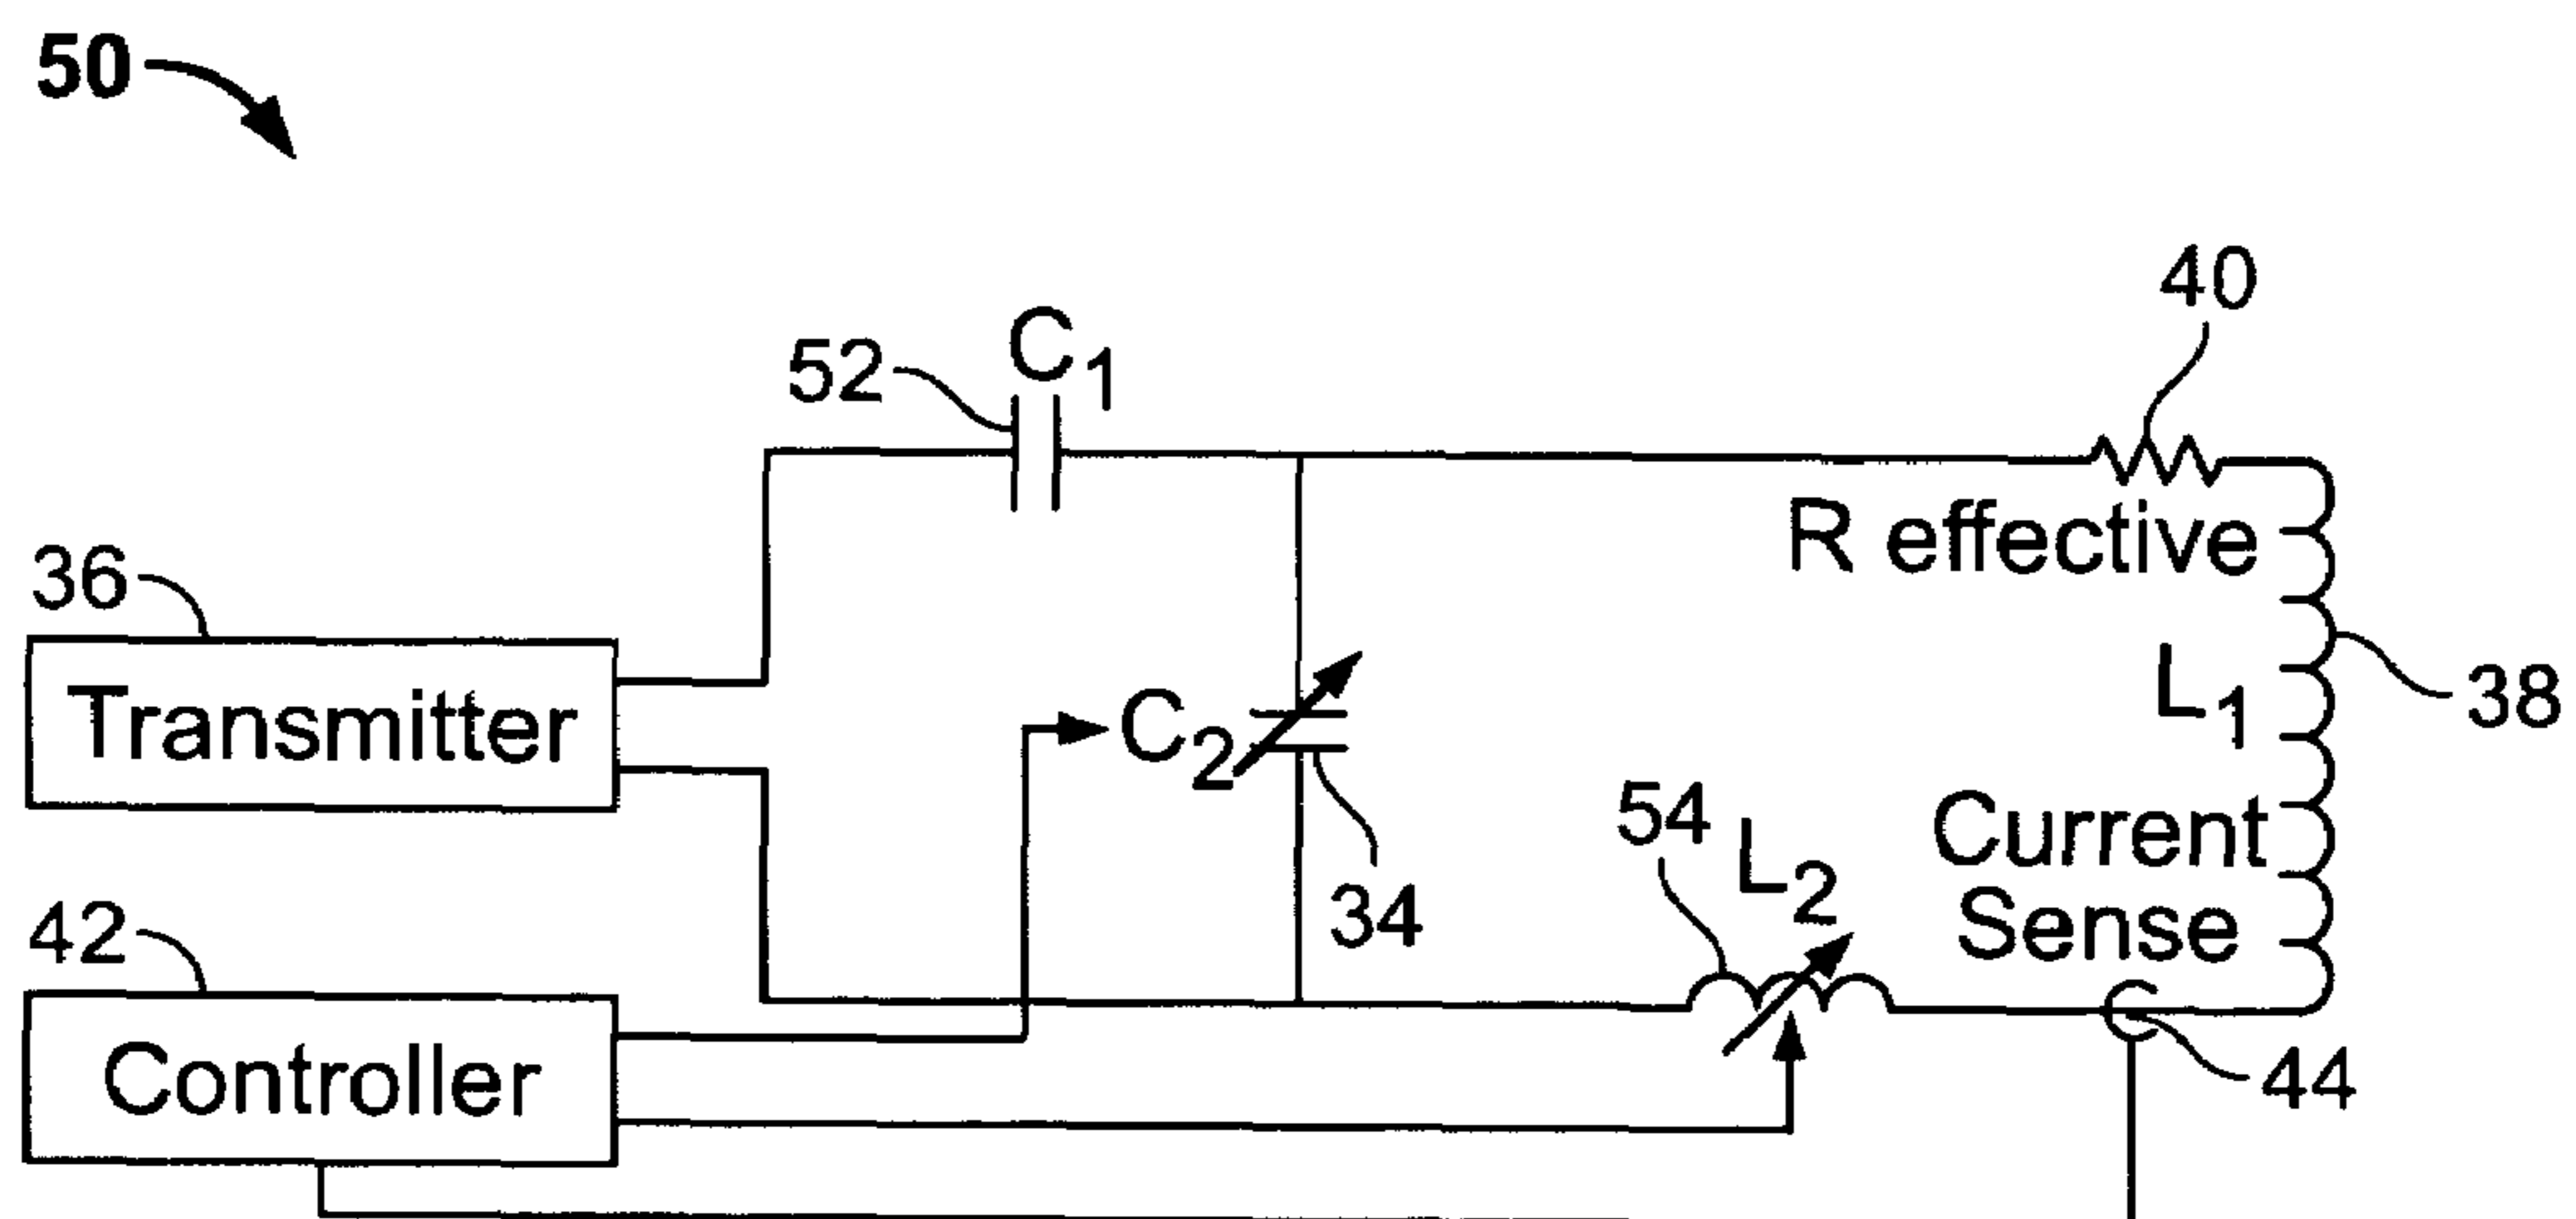 50
40
52
C1
R effective
36
Transmitter
C2
34
L1
38
54
L2
Current
Sense
42
Controller
44